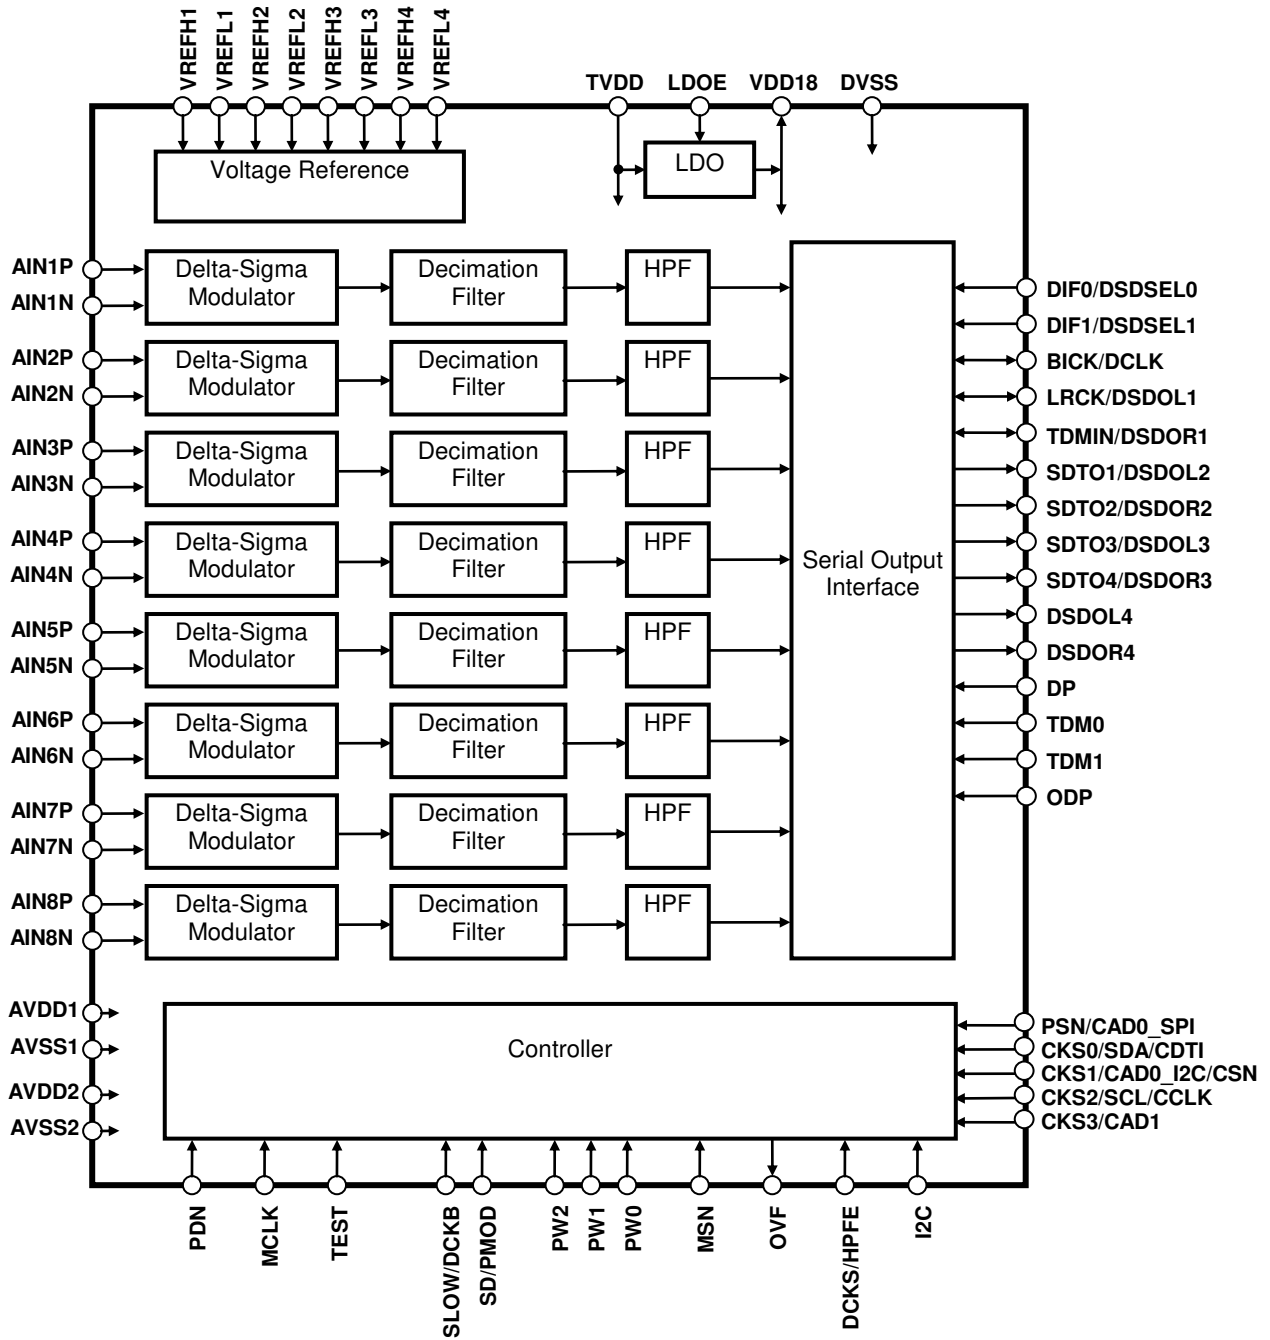 VREFH1
VREFL1
VREFH2
VREFL2
VREFH3
VREFL3
VREFH4
VREFL4
TVDD
LDOE
VDD18
DVSS
Voltage Reference
LDO
AIN1P
AIN1N
Delta-Sigma
Modulator
Decimation
Filter
HPF
AIN2P
AIN2N
Delta-Sigma
Modulator
Decimation
Filter
HPF
AIN3P
AIN3N
Delta-Sigma
Modulator
Decimation
Filter
HPF
AIN4P
AIN4N
Delta-Sigma
Modulator
Decimation
Filter
HPF
AIN5P
AIN5N
Delta-Sigma
Modulator
Decimation
Filter
HPF
AIN6P
AIN6N
Delta-Sigma
Modulator
Decimation
Filter
HPF
AIN7P
AIN7N
Delta-Sigma
Modulator
Decimation
Filter
HPF
AIN8P
AIN8N
Delta-Sigma
Modulator
Decimation
Filter
HPF
Serial Output
Interface
DIF0/DSDSEL0
DIF1/DSDSEL1
BICK/DCLK
LRCK/DSDOL1
TDMIN/DSDOR1
SDTO1/DSDOL2
SDTO2/DSDOR2
SDTO3/DSDOL3
SDTO4/DSDOR3
DSDOL4
DSDOR4
DP
TDM0
TDM1
ODP
AVDD1
AVSS1
AVDD2
AVSS2
Controller
PSN/CAD0_SPI
CKS0/SDA/CDTI
CKS1/CAD0_I2C/CSN
CKS2/SCL/CCLK
CKS3/CAD1
PDN
MCLK
TEST
SLOW/DCKB
SD/PMOD
PW2
PW1
PW0
MSN
OVF
DCKS/HPFE
I2C